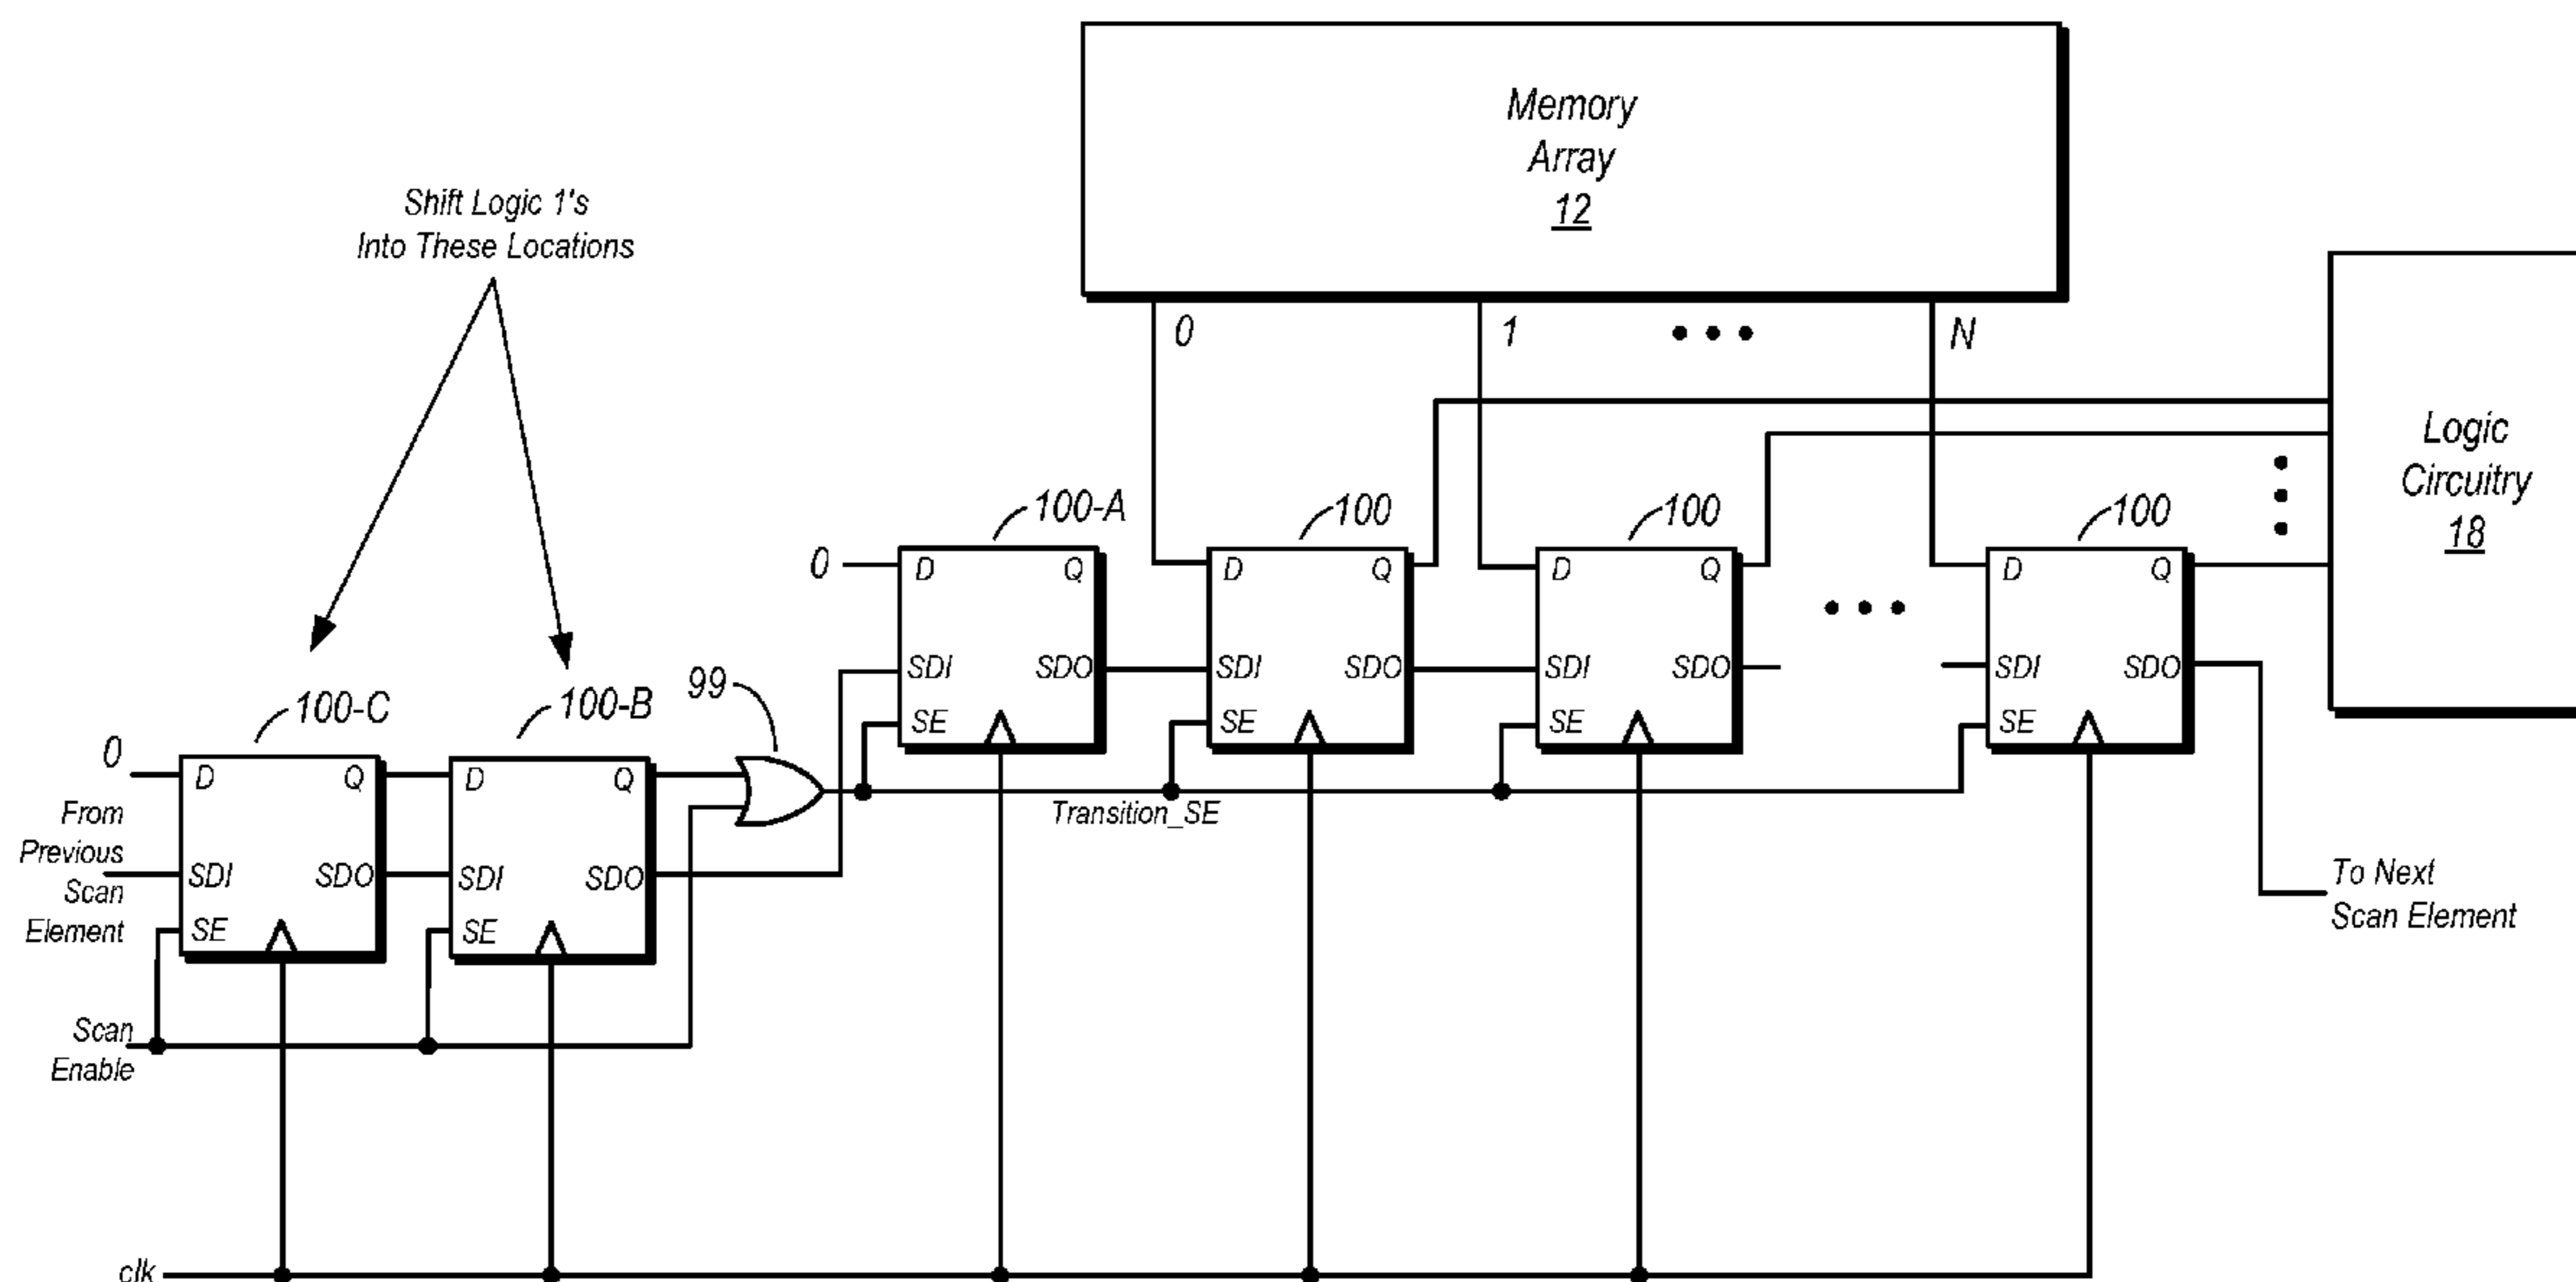 Memory
Array
12
Shift Logic 1's
Into These Locations
0
1
N
Logic
Circuitry
18
100-A
100
100
100
0
D
Q
D
Q
D
Q
D
Q
SDI
SDO
SDI
SDO
SDI
SDO
SDI
SDO
SE
SE
SE
SE
99
100-C
100-B
0
D
Q
D
Q
From
Previous
Scan
Element
SDI
SDO
SDI
SDO
SE
SE
Transition_SE
To Next
Scan Element
Scan
Enable
clk